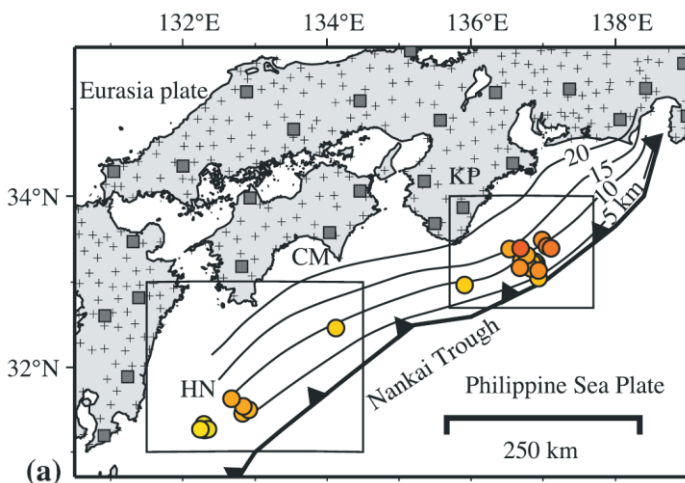 132°E 134°E 136°E 138°E
Eurasia plate
KP
20
15
10
5 km
34°N
CM
32°N
HN
Nankai Trough
Philippine Sea Plate
250 km
(a)